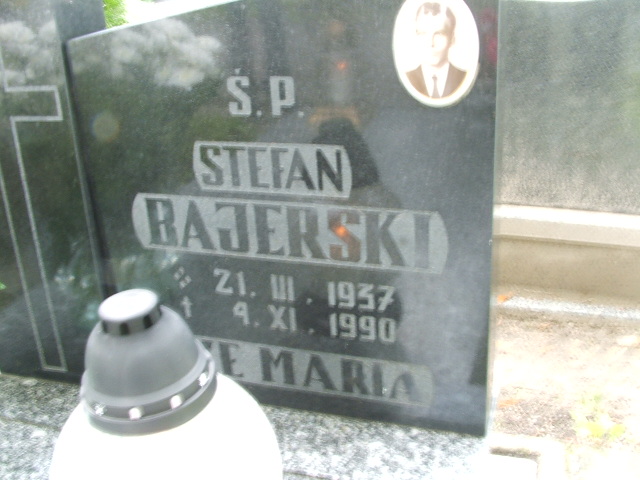 Ś.P.
STEFAN
BAJERSKI
* 21. III. 1937
† 4. XI. 1990
MARIA